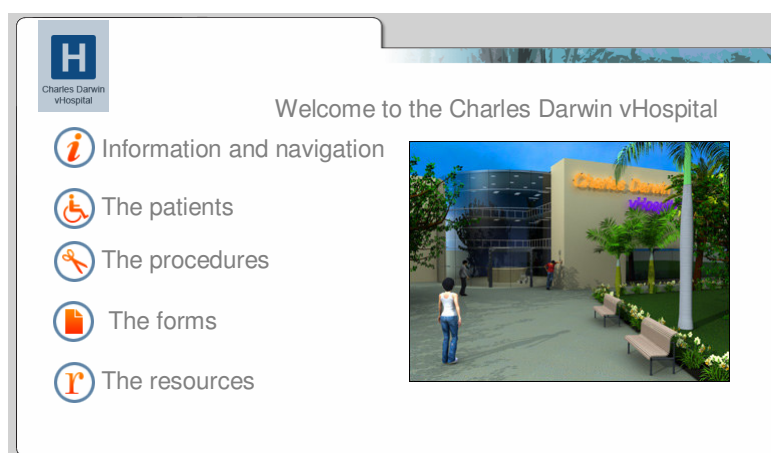 H
Charles Darwin
vHospital
Welcome to the Charles Darwin vHospital
i Information and navigation
The patients
The procedures
The forms
r The resources
Charles Darwin